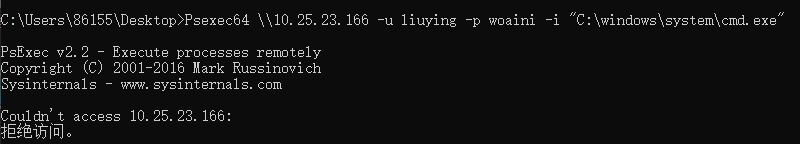 C:\Users\86155\Desktop>Psexec64 \\10.25.23.166 -u liuying -p woaini -i "C:\windows\system\cmd.exe"
PsExec v2.2 - Execute processes remotely
Copyright (C) 2001-2016 Mark Russinovich
Sysinternals - www.sysinternals.com
Couldn't access 10.25.23.166:
拒绝访问。